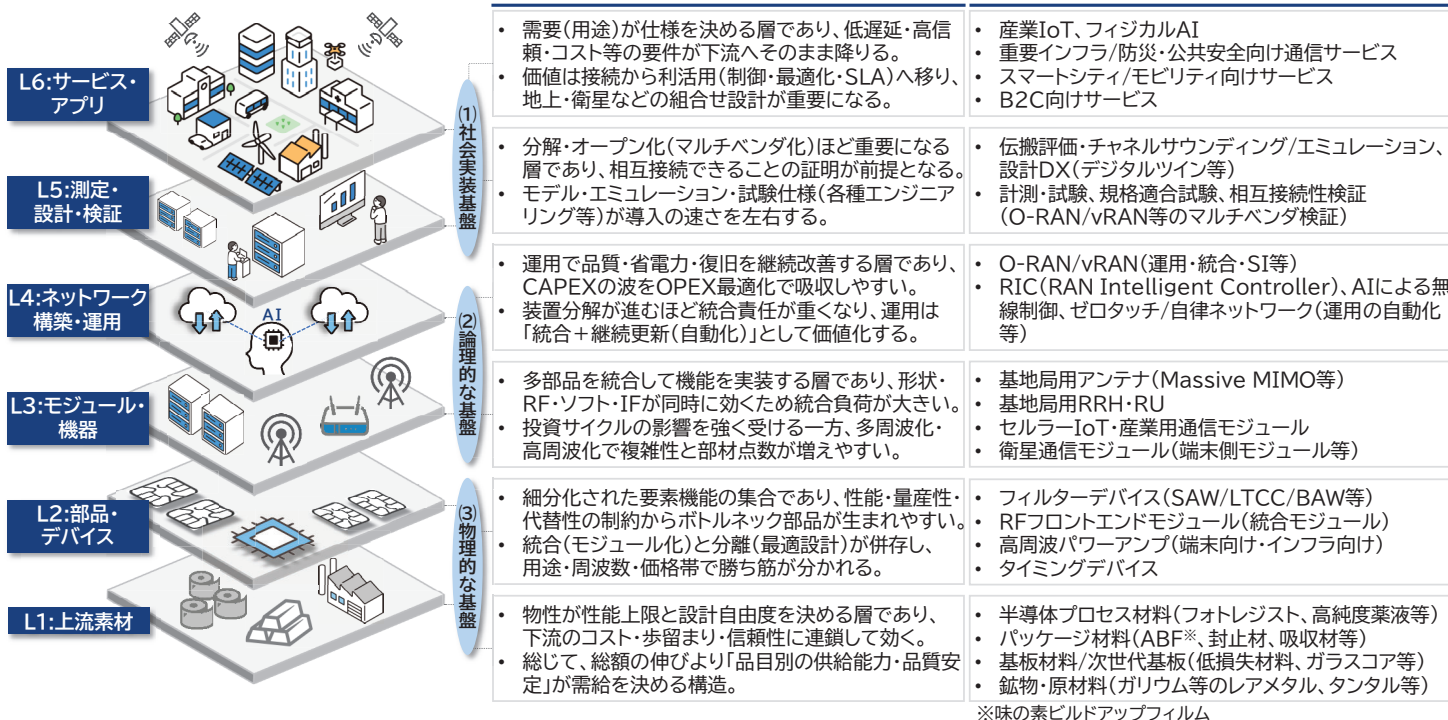 L6:サービス・
アプリ
(1)社会実装基盤
・ 需要(用途)が仕様を決める層であり、低遅延・高信
頼・コスト等の要件が下流へそのまま降りる。
・ 価値は接続から利活用(制御・最適化・SLA)へ移り、
地上・衛星などの組合せ設計が重要になる。
・ 産業IoT、フィジカルAI
・ 重要インフラ/防災・公共安全向け通信サービス
・ スマートシティ/モビリティ向けサービス
・ B2C向けサービス
L5:測定・
設計・検証
・ 分解・オープン化(マルチベンダ化)ほど重要になる
層であり、相互接続できることの証明が前提となる。
・ モデル・エミュレーション・試験仕様(各種エンジニア
リング等)が導入の速さを左右する。
・ 伝搬評価・チャネルサウンディング/エミュレーション、
設計DX(デジタルツイン等)
・ 計測・試験、規格適合試験、相互接続性検証
(O-RAN/vRAN等のマルチベンダ検証)
L4:ネットワーク
構築・運用
AI
(2)論理的な基盤
・ 運用で品質・省電力・復旧を継続改善する層であり、
CAPEXの波をOPEX最適化で吸収しやすい。
・ 装置分解が進むほど統合責任が重くなり、運用は
「統合+継続更新(自動化)」として価値化する。
・ O-RAN/vRAN(運用・統合・SI等)
・ RIC(RAN Intelligent Controller)、AIによる無
線制御、ゼロタッチ/自律ネットワーク(運用の自動化
等)
L3:モジュール・
機器
・ 多部品を統合して機能を実装する層であり、形状・
RF・ソフト・IFが同時に効くため統合負荷が大きい。
・ 投資サイクルの影響を強く受ける一方、多周波化・
高周波化で複雑性と部材点数が増えやすい。
・ 基地局用アンテナ(Massive MIMO等)
・ 基地局用RRH・RU
・ セルラーIoT・産業用通信モジュール
・ 衛星通信モジュール(端末側モジュール等)
L2:部品・
デバイス
(3)物理的な基盤
・ 細分化された要素機能の集合であり、性能・量産性・
代替性の制約からボトルネック部品が生まれやすい。
・ 統合(モジュール化)と分離(最適設計)が併存し、
用途・周波数・価格帯で勝ち筋が分かれる。
・ フィルターデバイス(SAW/LTCC/BAW等)
・ RFフロントエンドモジュール(統合モジュール)
・ 高周波パワーアンプ(端末向け・インフラ向け)
・ タイミングデバイス
L1:上流素材
・ 物性が性能上限と設計自由度を決める層であり、
下流のコスト・歩留まり・信頼性に連鎖して効く。
・ 総じて、総額の伸びより「品目別の供給能力・品質安
定」が需給を決める構造。
・ 半導体プロセス材料(フォトレジスト、高純度薬液等)
・ パッケージ材料(ABF※、封止材、吸収材等)
・ 基板材料/次世代基板(低損失材料、ガラスコア等)
・ 鉱物・原材料(ガリウム等のレアメタル、タンタル等)
※味の素ビルドアップフィルム